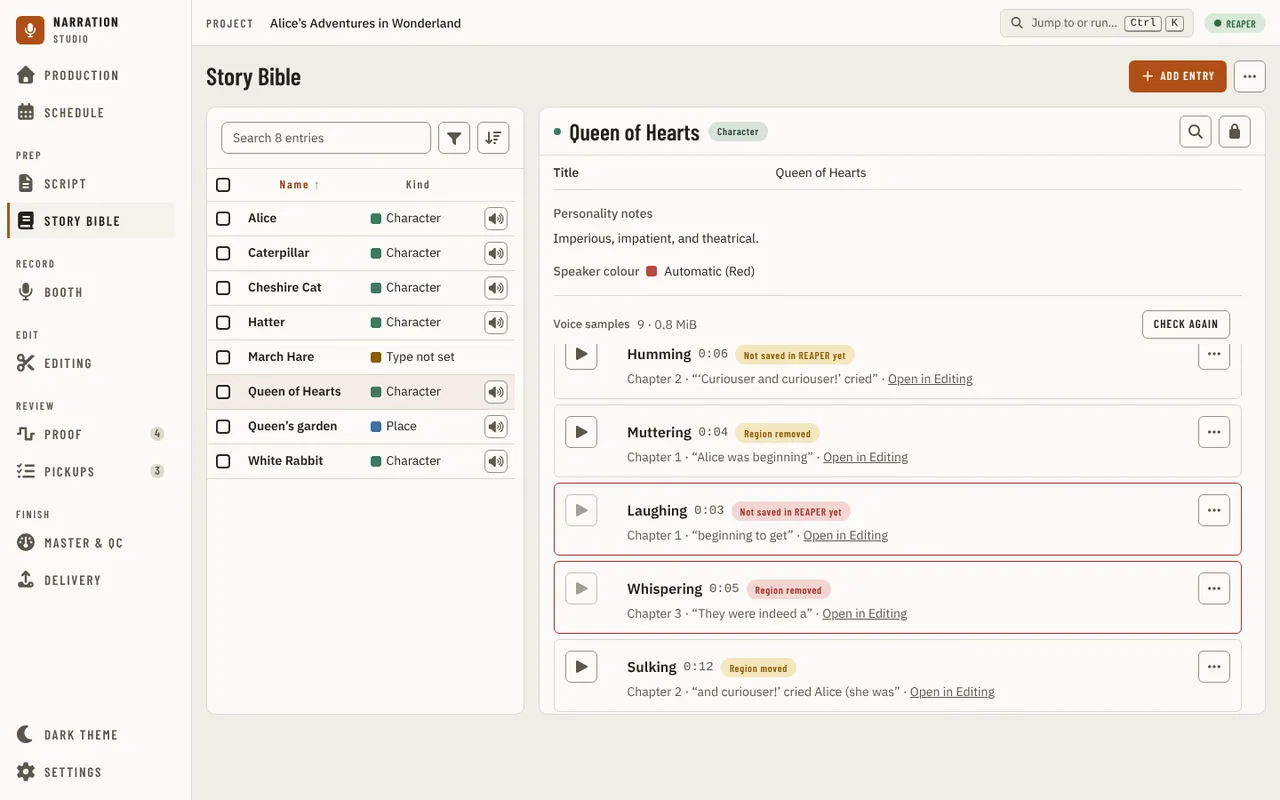 NARRATION
STUDIO
PRODUCTION
SCHEDULE
PREP
SCRIPT
STORY BIBLE
RECORD
BOOTH
EDIT
EDITING
REVIEW
PROOF 4
PICKUPS 3
FINISH
MASTER & QC
DELIVERY
DARK THEME
SETTINGS
PROJECT Alice’s Adventures in Wonderland
Jump to or run… Ctrl K
REAPER
Story Bible
ADD ENTRY
Search 8 entries
Name ↑ Kind
Alice Character
Caterpillar Character
Cheshire Cat Character
Hatter Character
March Hare Type not set
Queen of Hearts Character
Queen’s garden Place
White Rabbit Character
Queen of Hearts Character
Title Queen of Hearts
Personality notes
Imperious, impatient, and theatrical.
Speaker colour Automatic (Red)
Voice samples 9 · 0.8 MiB CHECK AGAIN
Humming 0:06 Not saved in REAPER yet
Chapter 2 · “‘Curiouser and curiouser!’ cried” · Open in Editing
Muttering 0:04 Region removed
Chapter 1 · “Alice was beginning” · Open in Editing
Laughing 0:03 Not saved in REAPER yet
Chapter 1 · “beginning to get” · Open in Editing
Whispering 0:05 Region removed
Chapter 3 · “They were indeed a” · Open in Editing
Sulking 0:12 Region moved
Chapter 2 · “and curiouser!’ cried Alice (she was” · Open in Editing